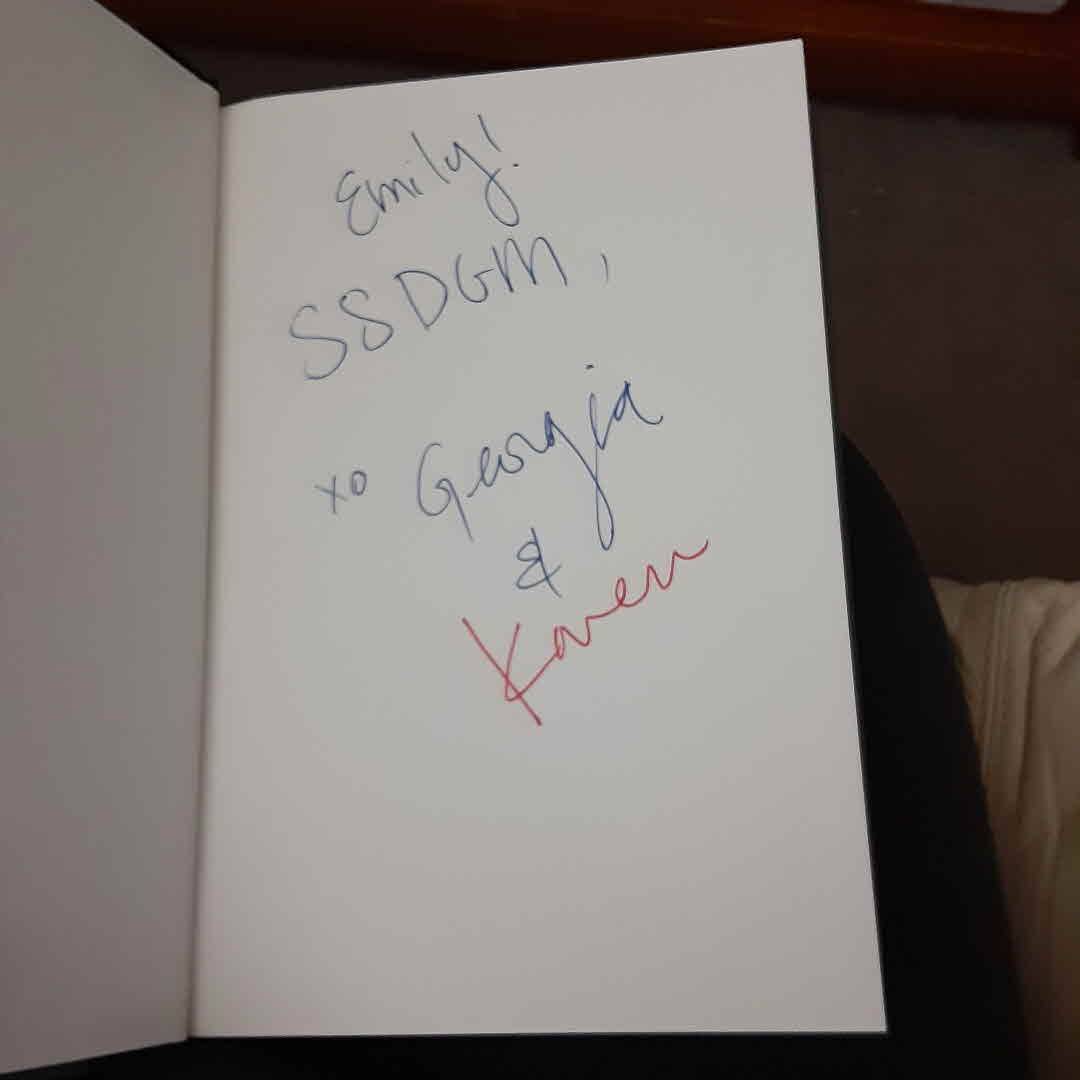 Emily!
SSDGM,
xo Georgia
&
Karen